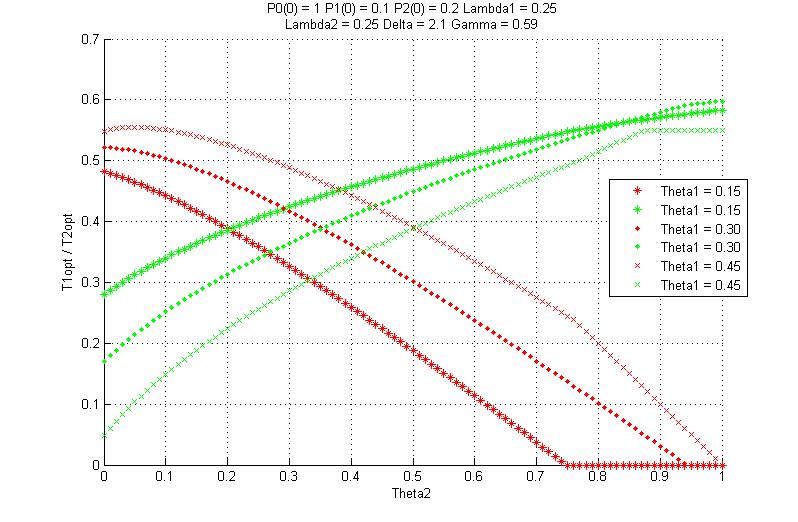 P0(0) = 1 P1(0) = 0.1 P2(0) = 0.2 Lambda1 = 0.25
Lambda2 = 0.25 Delta = 2.1 Gamma = 0.59
0.7
0.6
0.5
0.4
0.3
0.2
0.1
0
T1opt / T2opt
Theta1 = 0.15
Theta1 = 0.15
Theta1 = 0.30
Theta1 = 0.30
Theta1 = 0.45
Theta1 = 0.45
0 0.1 0.2 0.3 0.4 0.5 0.6 0.7 0.8 0.9 1
Theta2